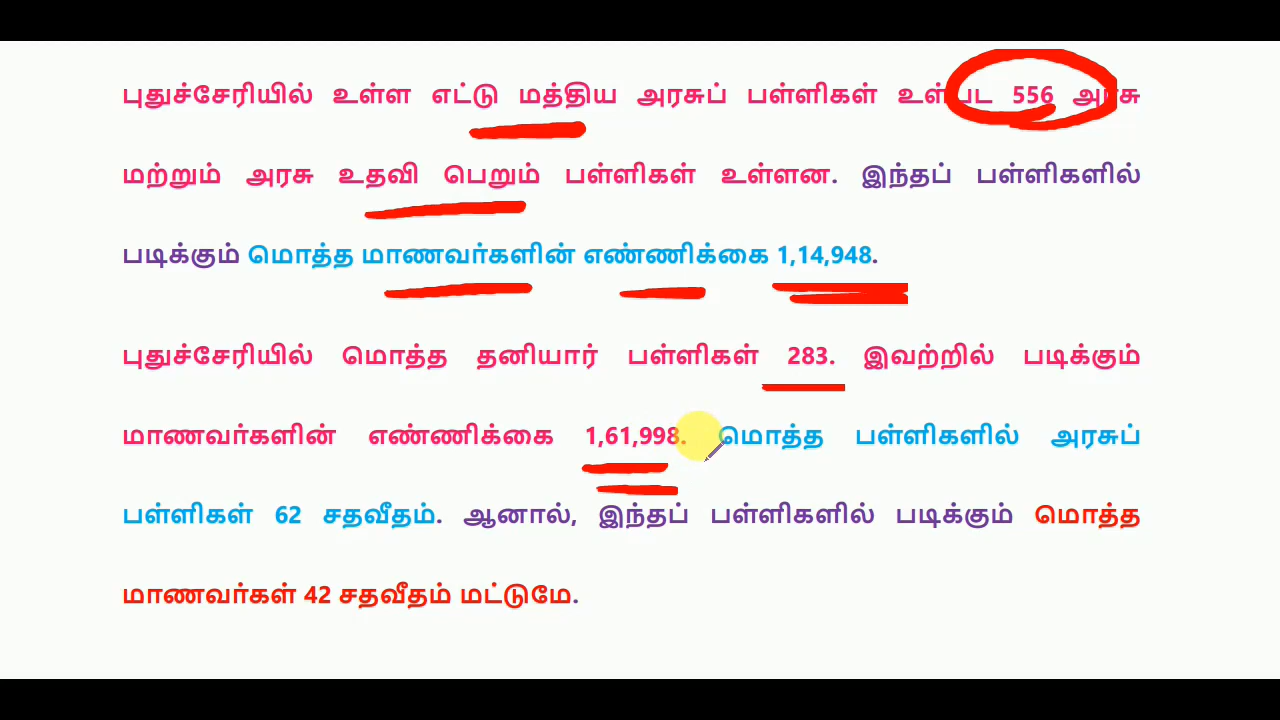 புதுச்சேரியில் உள்ள எட்டு மத்திய அரசுப் பள்ளிகள் உள்பட 556 அரசு
மற்றும் அரசு உதவி பெறும் பள்ளிகள் உள்ளன. இந்தப் பள்ளிகளில்
படிக்கும் மொத்த மாணவர்களின் எண்ணிக்கை 1,14,948.
புதுச்சேரியில் மொத்த தனியார் பள்ளிகள் 283. இவற்றில் படிக்கும்
மாணவர்களின் எண்ணிக்கை 1,61,998. மொத்த பள்ளிகளில் அரசுப்
பள்ளிகள் 62 சதவீதம். ஆனால், இந்தப் பள்ளிகளில் படிக்கும் மொத்த
மாணவர்கள் 42 சதவீதம் மட்டுமே.